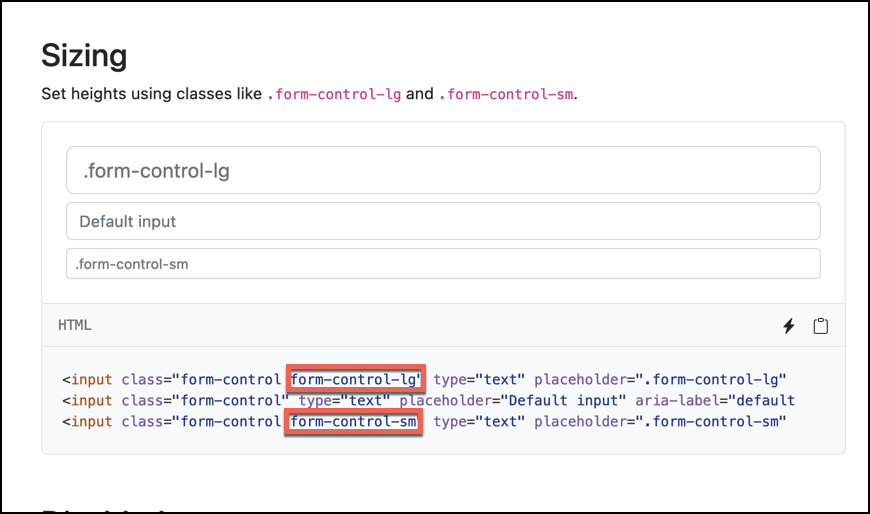 Sizing
Set heights using classes like .form-control-lg and .form-control-sm.
.form-control-lg
Default input
.form-control-sm
HTML
<input class="form-control form-control-lg" type="text" placeholder=".form-control-lg"
<input class="form-control" type="text" placeholder="Default input" aria-label="default
<input class="form-control form-control-sm type="text" placeholder=".form-control-sm"